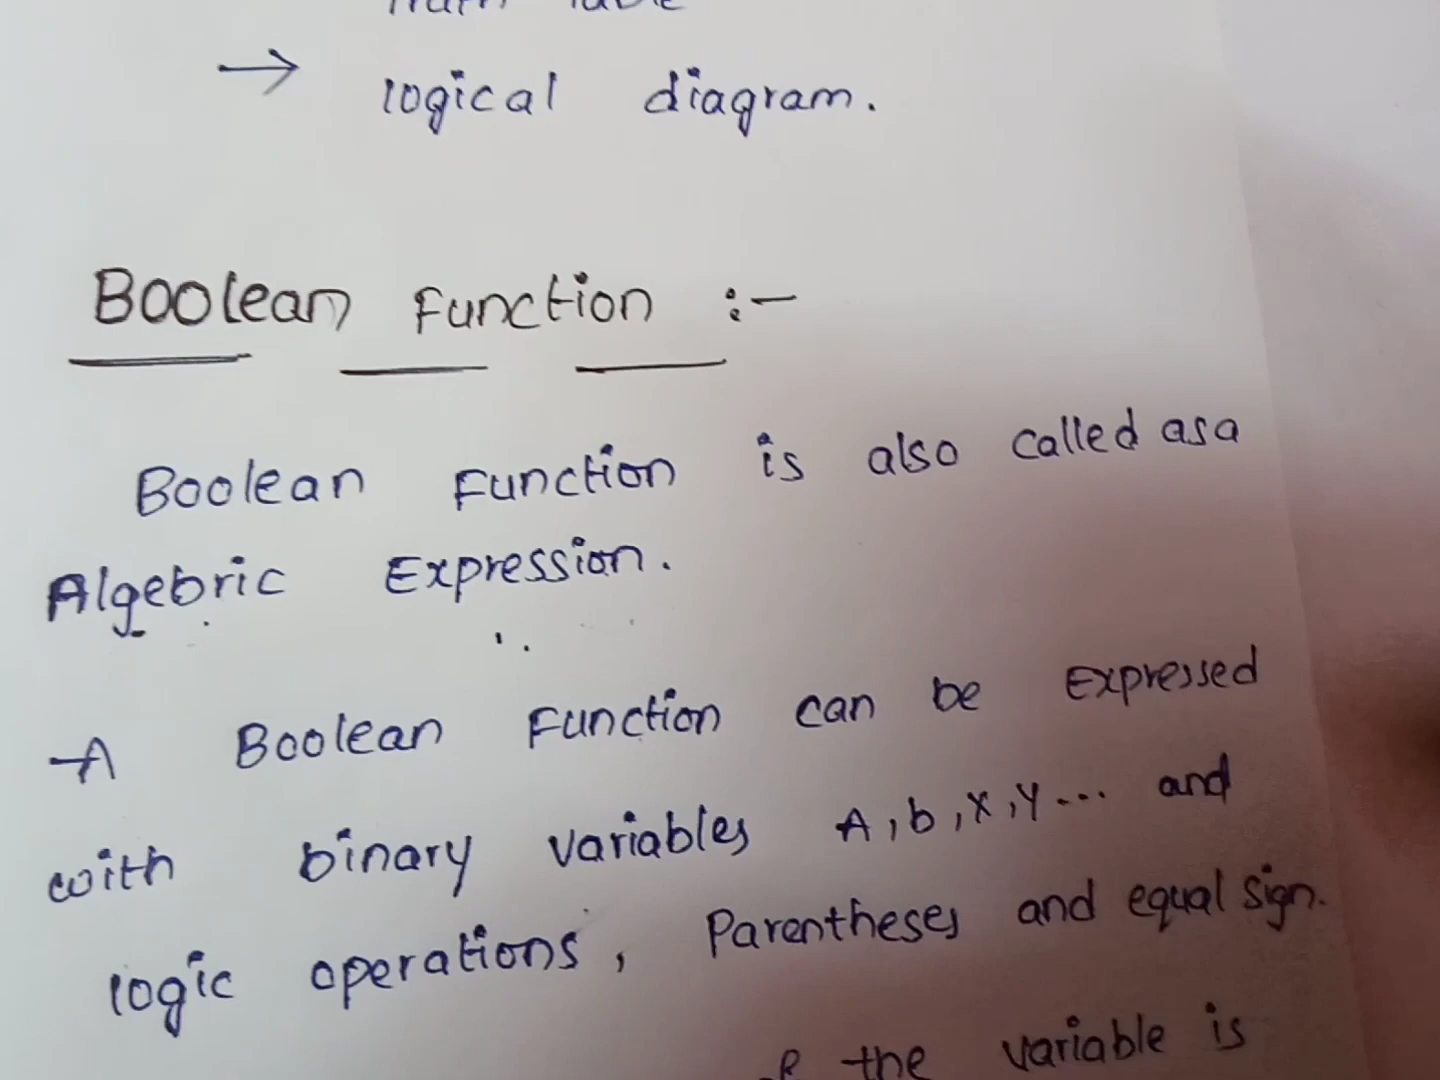 → logical diagram.
Boolean Function :-
Boolean Function is also called as a
Algebric Expression.
A Boolean Function can be Expressed
with binary variables A, b, X, Y... and
logic operations, Parentheses and equal sign.
the variable is